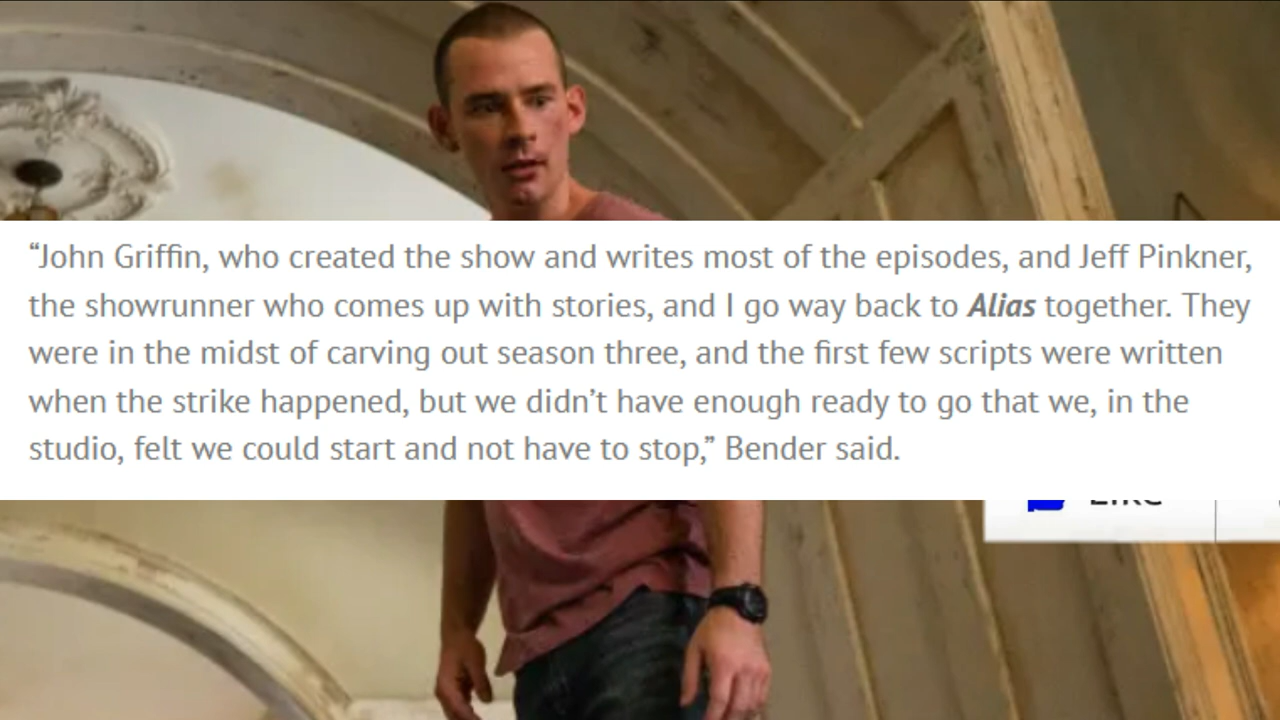 “John Griffin, who created the show and writes most of the episodes, and Jeff Pinkner,
the showrunner who comes up with stories, and I go way back to Alias together. They
were in the midst of carving out season three, and the first few scripts were written
when the strike happened, but we didn’t have enough ready to go that we, in the
studio, felt we could start and not have to stop,” Bender said.